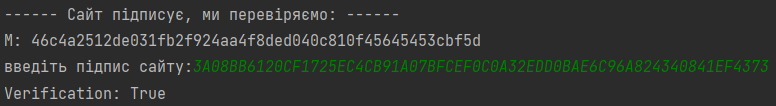 ------ Сайт підписує, ми перевіряємо: ------
M: 46c4a2512de031fb2f924aa4f8ded040c810f45645453cbf5d
введіть підпис сайту:3A08BB6120CF1725EC4CB91A07BFCEF0C0A32EDD0BAE6C96A824340841EF4373
Verification: True